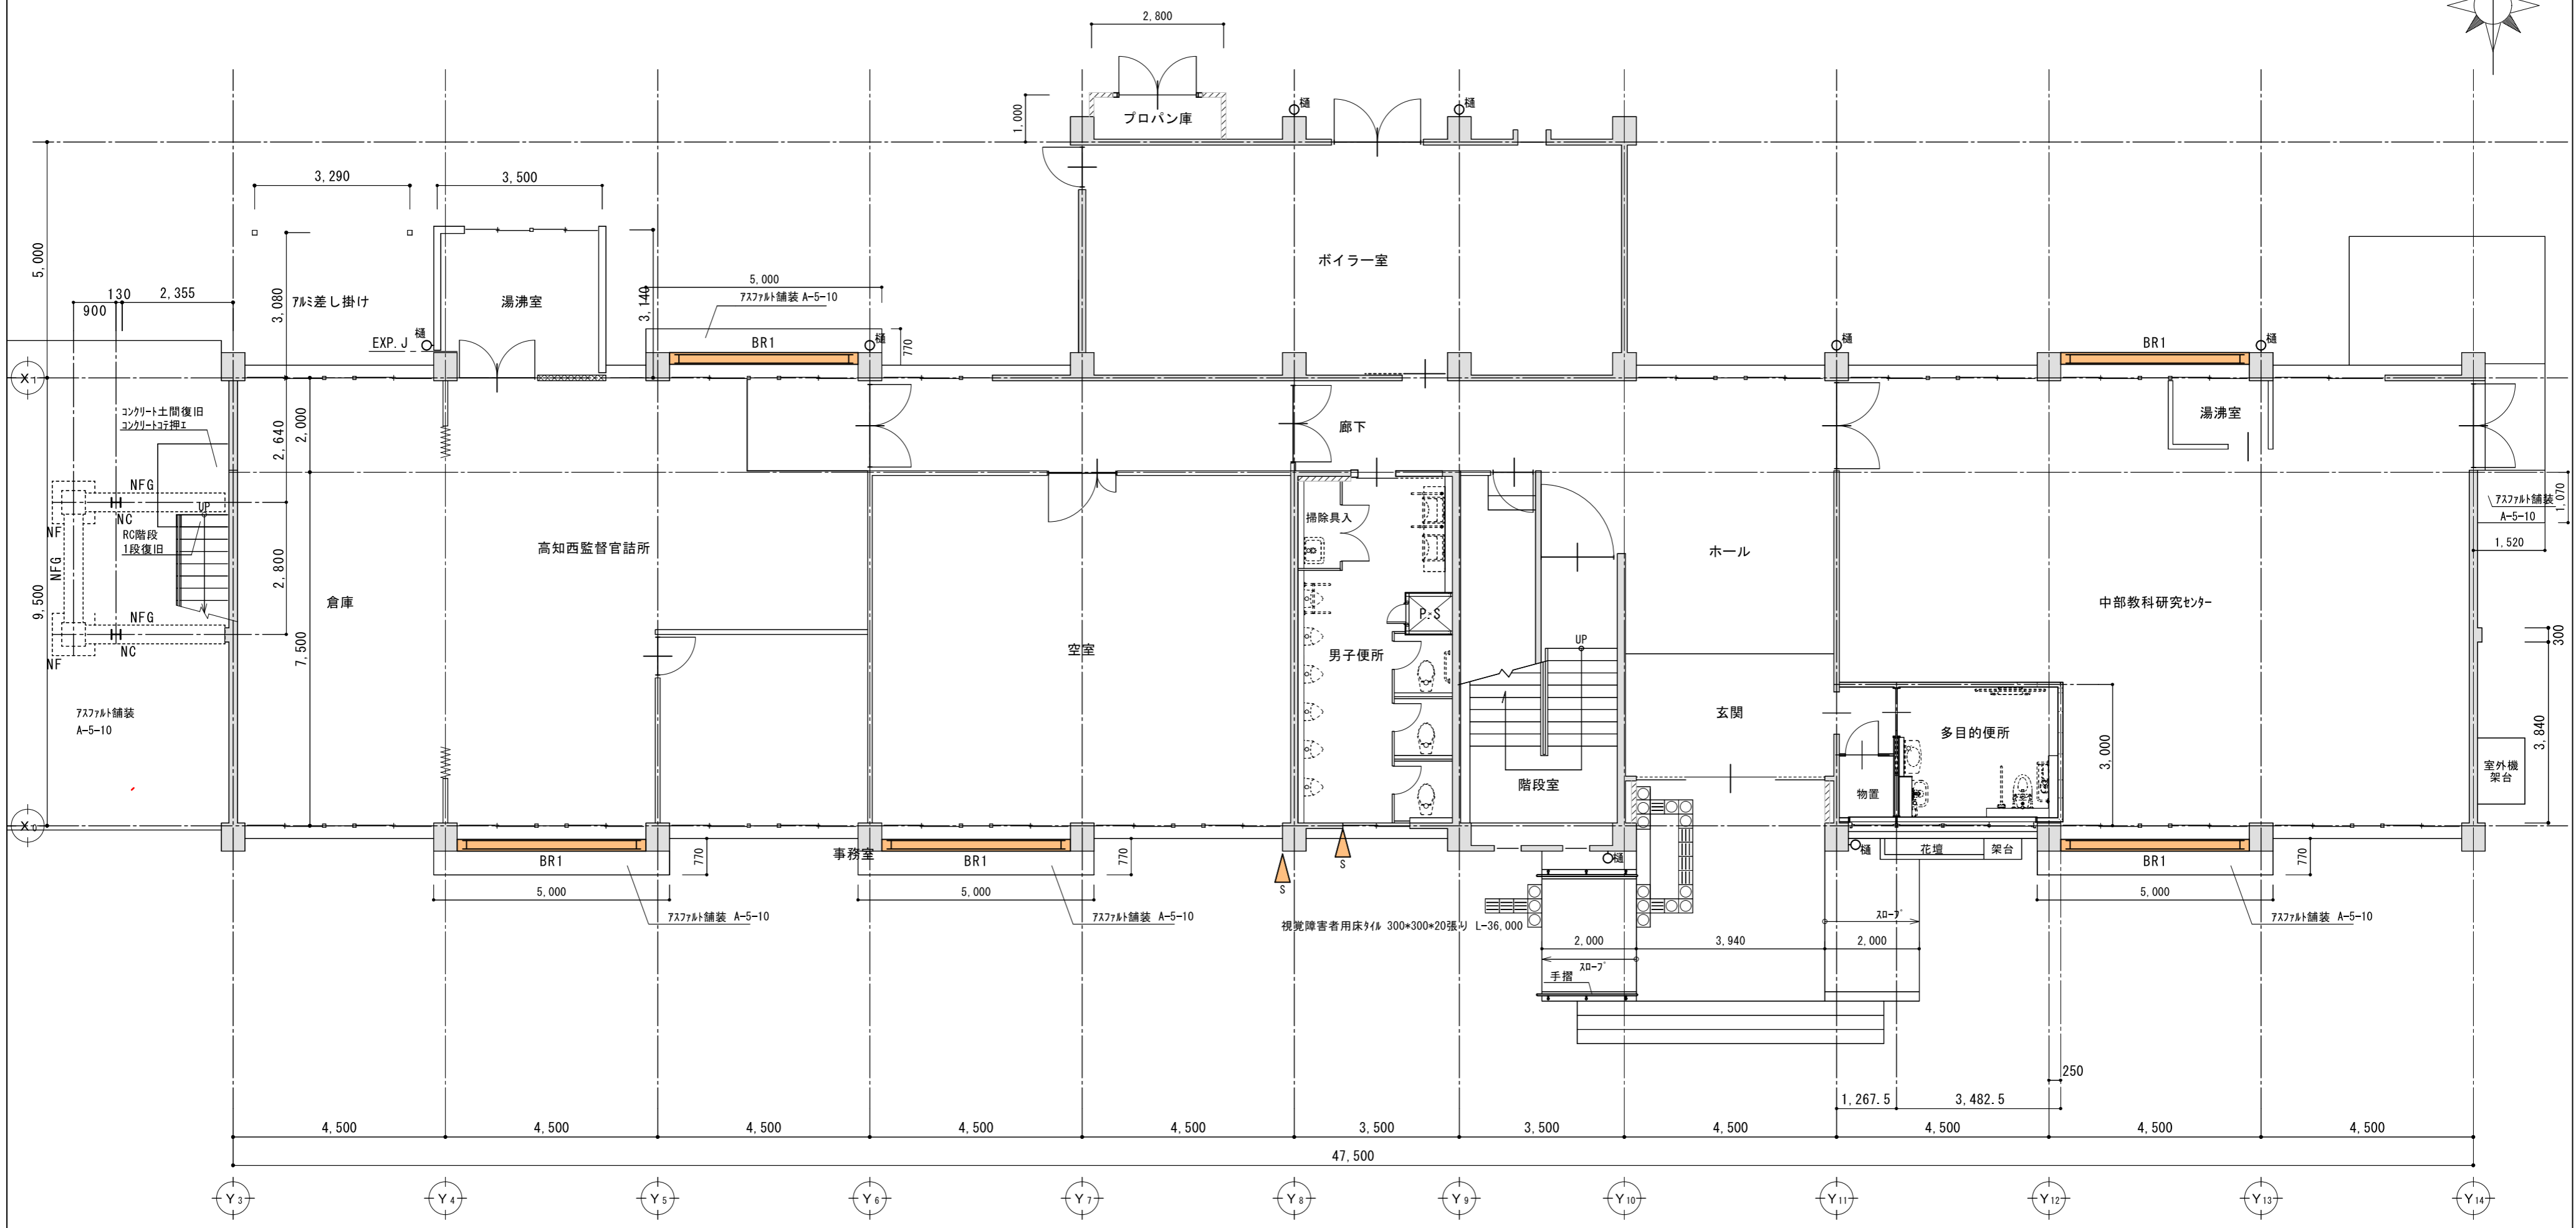 2,800
1,000
プロパン庫
樋
樋
3,290
3,500
5,000
130
2,355
900
3,080
ｱﾙﾐ差し掛け
湯沸室
3,140
5,000
ｱｽﾌｧﾙﾄ舗装 A-5-10
ボイラー室
EXP.J
樋
BR1
樋
770
樋
BR1
樋
X1
ｺﾝｸﾘｰﾄ土間復旧
ｺﾝｸﾘｰﾄｺﾃ押ｴ
2,640
2,000
廊下
湯沸室
NFG
UP
NF
NC
RC階段
1段復旧
NFG
2,800
9,500
倉庫
NFG
NC
NF
7,500
高知西監督官詰所
空室
掃除具入
P.S
男子便所
UP
階段室
ホール
玄関
中部教科研究ｾﾝﾀｰ
ｱｽﾌｧﾙﾄ舗装
A-5-10
1,070
1,520
300
3,840
多目的便所
3,000
物置
室外機
架台
ｱｽﾌｧﾙﾄ舗装
A-5-10
X0
BR1
770
事務室
BR1
770
S
S
樋
樋
花壇
架台
BR1
770
5,000
5,000
5,000
ｱｽﾌｧﾙﾄ舗装 A-5-10
ｱｽﾌｧﾙﾄ舗装 A-5-10
ｱｽﾌｧﾙﾄ舗装 A-5-10
視覚障害者用床ﾀｲﾙ 300*300*20張り L-36,000
ｽﾛｰﾌﾟ
2,000
3,940
2,000
ｽﾛｰﾌﾟ
手摺
250
1,267.5
3,482.5
4,500
4,500
4,500
4,500
4,500
3,500
3,500
4,500
4,500
4,500
4,500
47,500
Y3
Y4
Y5
Y6
Y7
Y8
Y9
Y10
Y11
Y12
Y13
Y14